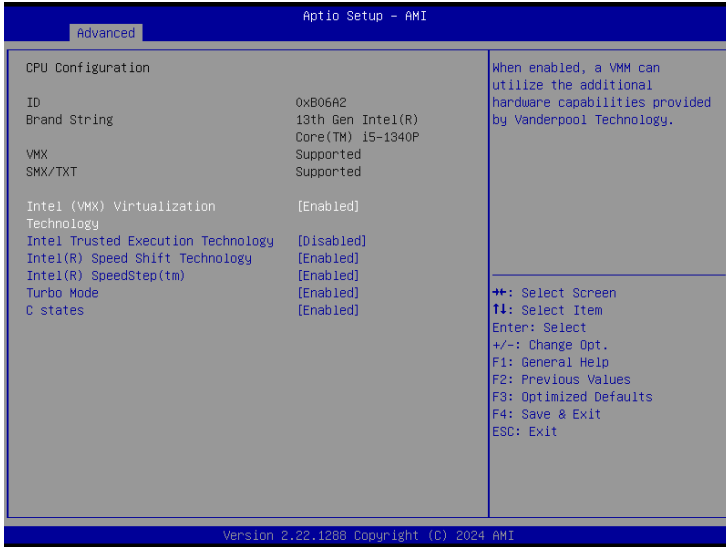 Aptio Setup - AMI
Advanced
CPU Configuration
ID 0xB06A2
Brand String 13th Gen Intel(R)
Core(TM) i5-1340P
VMX Supported
SMX/TXT Supported
Intel (VMX) Virtualization [Enabled]
Technology
Intel Trusted Execution Technology [Disabled]
Intel(R) Speed Shift Technology [Enabled]
Intel(R) SpeedStep(tm) [Enabled]
Turbo Mode [Enabled]
C states [Enabled]
When enabled, a VMM can
utilize the additional
hardware capabilities provided
by Vanderpool Technology.
→←: Select Screen
↑↓: Select Item
Enter: Select
+/-: Change Opt.
F1: General Help
F2: Previous Values
F3: Optimized Defaults
F4: Save & Exit
ESC: Exit
Version 2.22.1288 Copyright (C) 2024 AMI